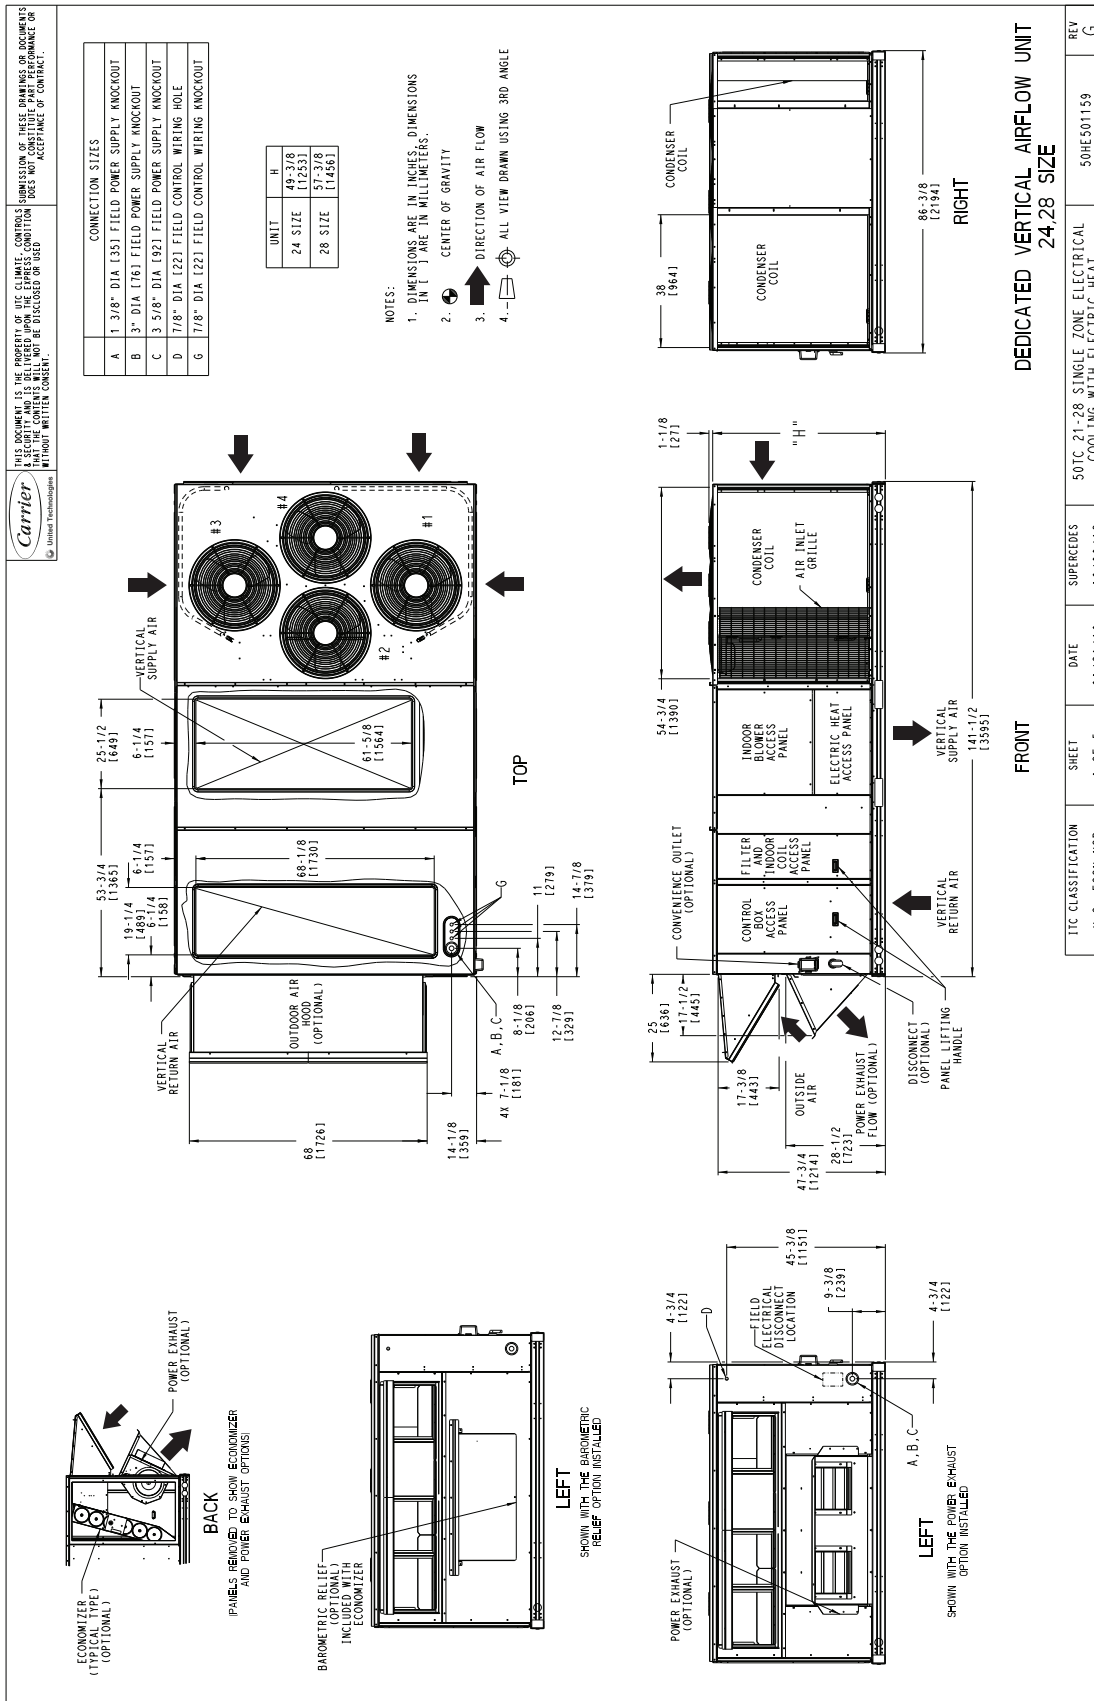 Carrier
United Technologies
THIS DOCUMENT IS THE PROPERTY OF UTC CLIMATE, CONTROLS
& SECURITY AND IS DELIVERED UPON THE EXPRESS CONDITION
THAT THE CONTENTS WILL NOT BE DISCLOSED OR USED
WITHOUT WRITTEN CONSENT.
SUBMISSION OF THESE DRAWINGS OR DOCUMENTS
DOES NOT CONSTITUTE PART PERFORMANCE OR
ACCEPTANCE OF CONTRACT.
CONNECTION SIZES
A 1 3/8" DIA [35] FIELD POWER SUPPLY KNOCKOUT
B 3" DIA [76] FIELD POWER SUPPLY KNOCKOUT
C 3 5/8" DIA [92] FIELD POWER SUPPLY KNOCKOUT
D 7/8" DIA [22] FIELD CONTROL WIRING HOLE
G 7/8" DIA [22] FIELD CONTROL WIRING KNOCKOUT
UNIT H
24 SIZE 49-3/8
[1253]
28 SIZE 57-3/8
[1456]
NOTES:
1. DIMENSIONS ARE IN INCHES, DIMENSIONS
IN [ ] ARE IN MILLIMETERS.
2. CENTER OF GRAVITY
3. DIRECTION OF AIR FLOW
4. ALL VIEW DRAWN USING 3RD ANGLE
ECONOMIZER
(TYPICAL TYPE)
(OPTIONAL)
POWER EXHAUST
(OPTIONAL)
BACK
(PANELS REMOVED TO SHOW ECONOMIZER
AND POWER EXHAUST OPTIONS)
53-3/4
[1365]
25-1/2
[649]
19-1/4
[489]
6-1/4
[158]
6-1/4
[157]
6-1/4
[157]
VERTICAL
SUPPLY AIR
VERTICAL
RETURN AIR
OUTDOOR AIR
HOOD
(OPTIONAL)
68
[1726]
68-1/8
[1730]
61-5/8
[1564]
#3
#4
#1
#2
14-1/8
[359]
4X 7-1/8
[181]
A,B,C
G
8-1/8
[206]
11
[279]
12-7/8
[329]
14-7/8
[379]
TOP
BAROMETRIC RELIEF
(OPTIONAL)
INCLUDED WITH
ECONOMIZER
LEFT
SHOWN WITH THE BAROMETRIC
RELIEF OPTION INSTALLED
POWER EXHAUST
(OPTIONAL)
4-3/4
[122]
D
45-3/8
[1151]
FIELD
ELECTRICAL
DISCONNECT
LOCATION
9-3/8
[239]
4-3/4
[122]
A,B,C
LEFT
SHOWN WITH THE POWER EXHAUST
OPTION INSTALLED
25
[636]
17-1/2
[445]
17-3/8
[443]
OUTSIDE
AIR
47-3/4
[1214]
28-1/2
[723]
POWER EXHAUST
FLOW (OPTIONAL)
DISCONNECT
(OPTIONAL)
PANEL LIFTING
HANDLE
CONVENIENCE OUTLET
(OPTIONAL)
CONTROL
BOX
ACCESS
PANEL
FILTER
AND
INDOOR
COIL
ACCESS
PANEL
INDOOR
BLOWER
ACCESS
PANEL
ELECTRIC HEAT
ACCESS PANEL
CONDENSER
COIL
AIR INLET
GRILLE
54-3/4
[1390]
1-1/8
[27]
"H"
VERTICAL
RETURN AIR
VERTICAL
SUPPLY AIR
141-1/2
[3595]
FRONT
38
[964]
CONDENSER
COIL
CONDENSER
COIL
86-3/8
[2194]
RIGHT
DEDICATED VERTICAL AIRFLOW UNIT
24,28 SIZE
ITC CLASSIFICATION
SHEET
DATE
SUPERCEDES
50TC 21-28 SINGLE ZONE ELECTRICAL
COOLING WITH ELECTRIC HEAT
50HE501159
REV
G